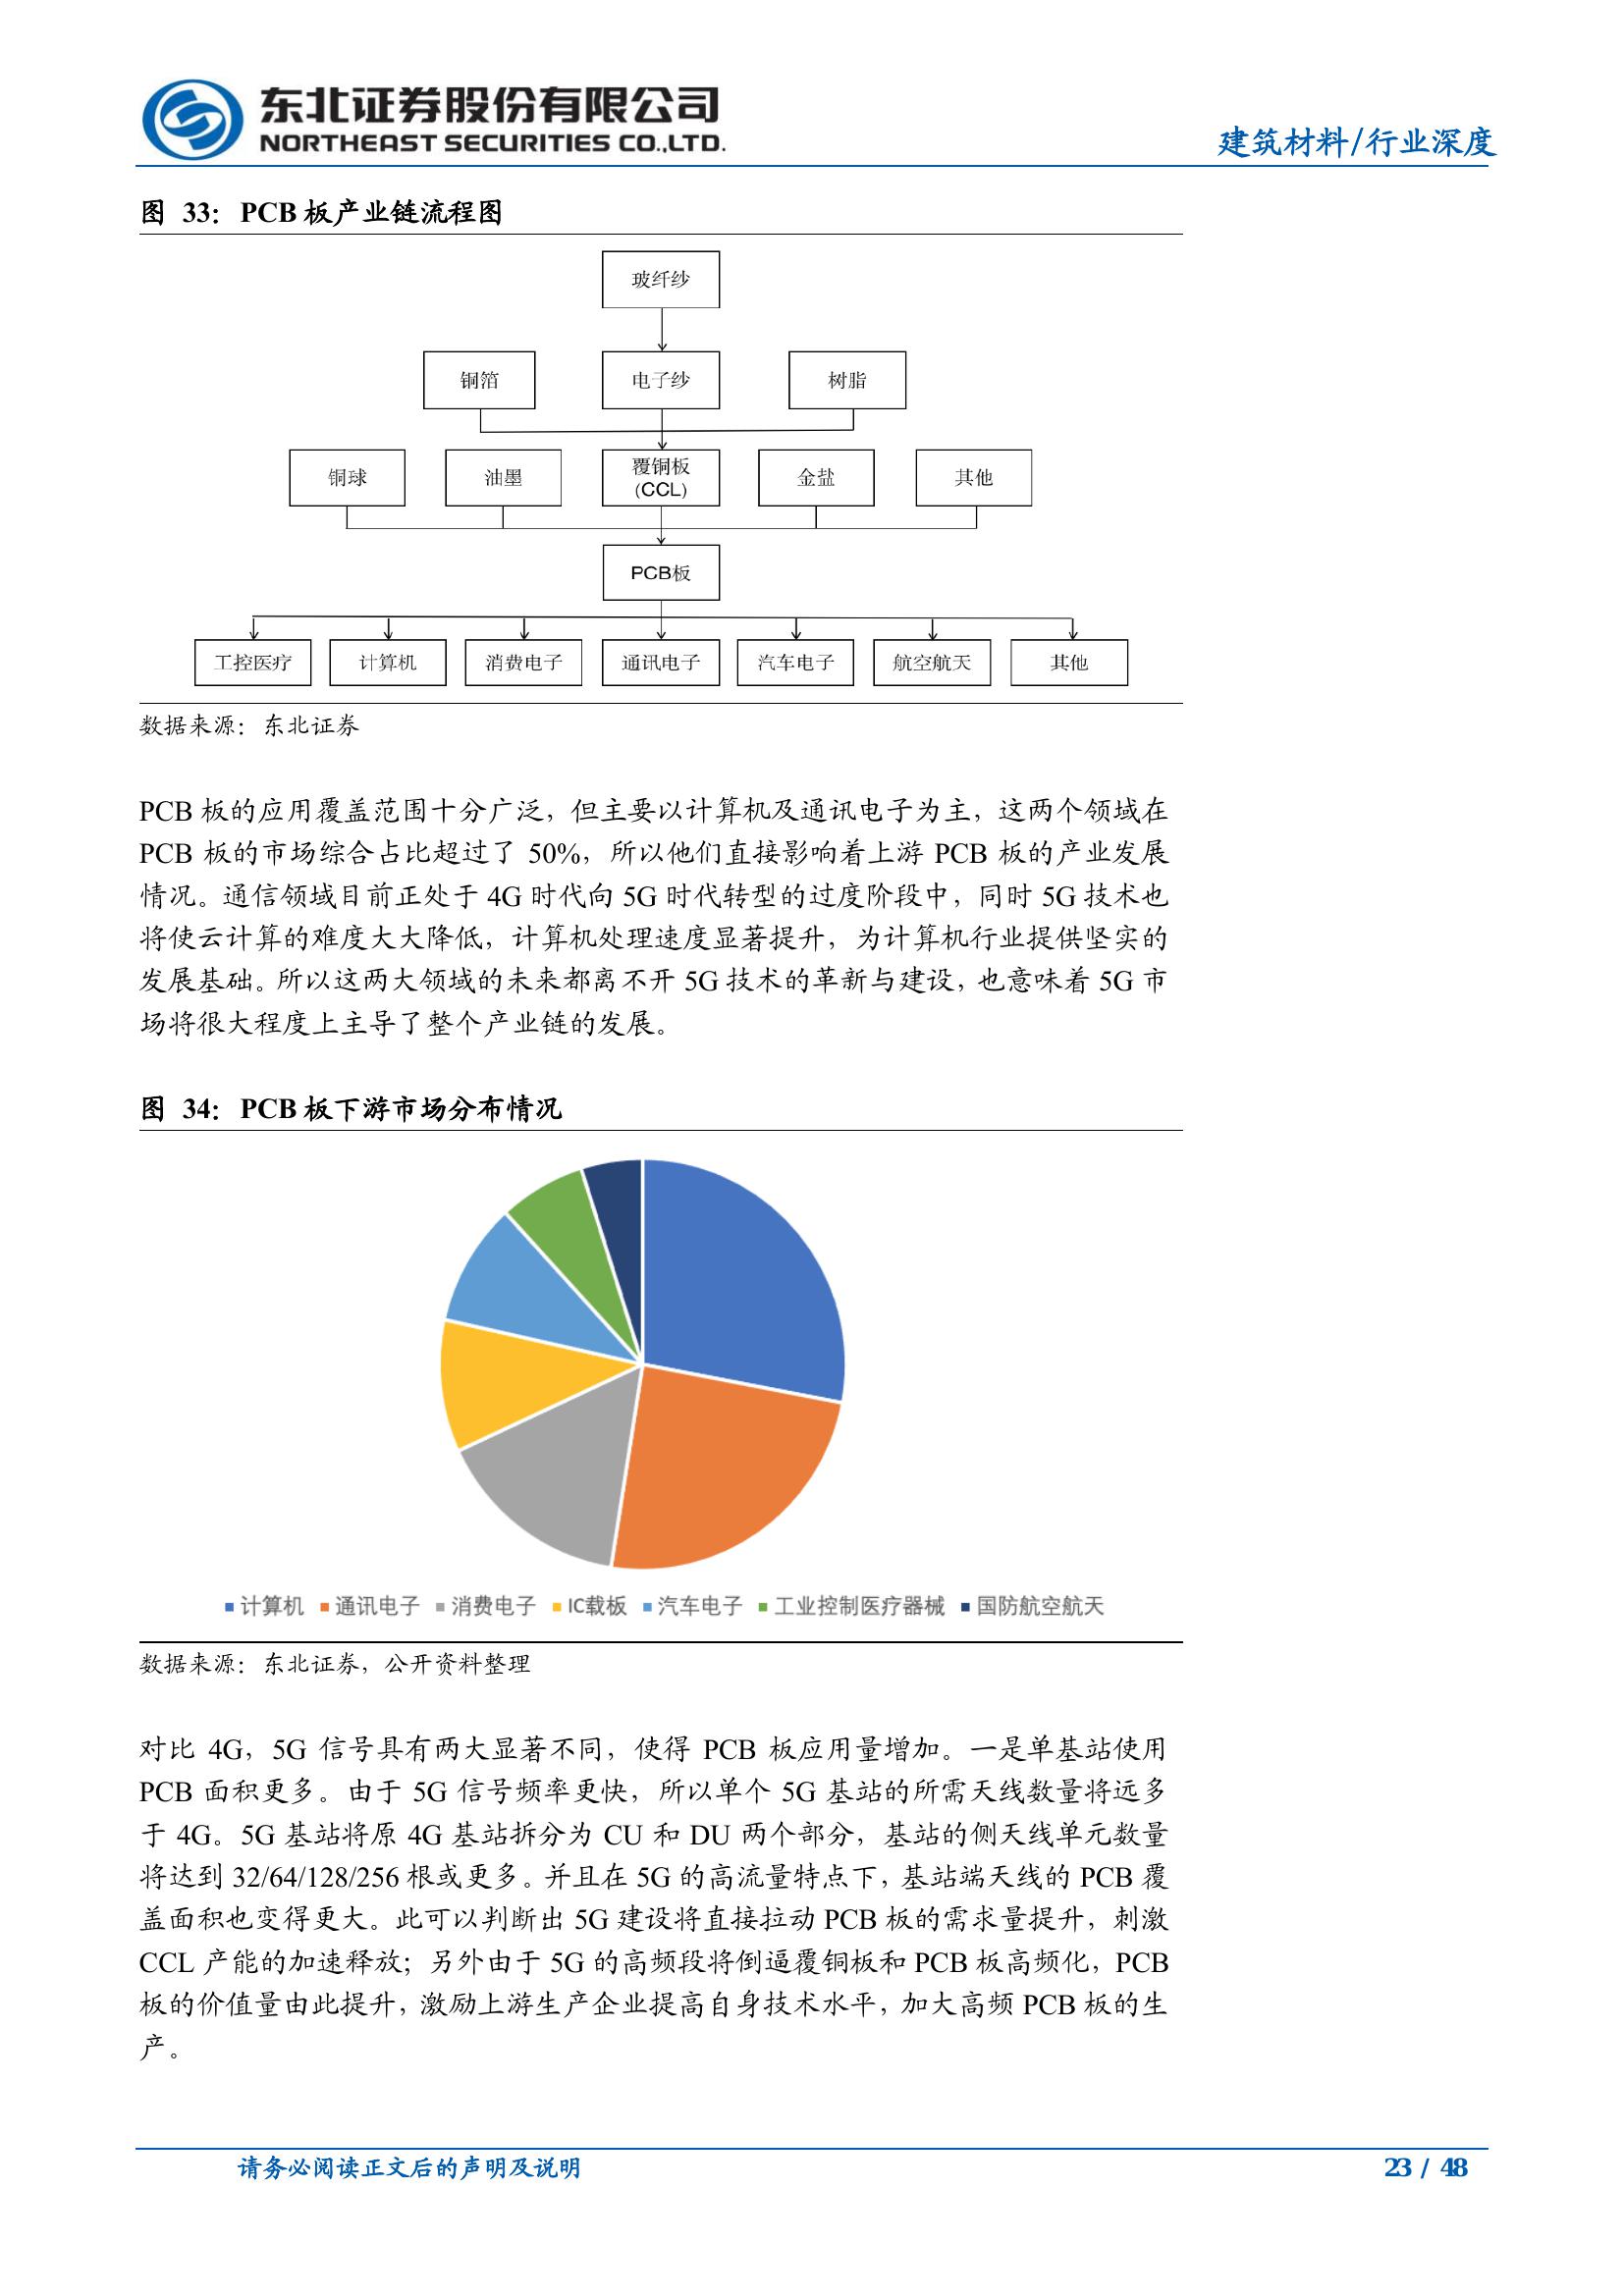 东北证券股份有限公司
NORTHEAST SECURITIES CO.,LTD.
建筑材料/行业深度
图 33：PCB 板产业链流程图
玻纤纱
铜箔 电子纱 树脂
铜球 油墨 覆铜板 金盐 其他
(CCL)
PCB板
工控医疗 计算机 消费电子 通讯电子 汽车电子 航空航天 其他
数据来源：东北证券
PCB 板的应用覆盖范围十分广泛，但主要以计算机及通讯电子为主，这两个领域在
PCB 板的市场综合占比超过了 50%，所以他们直接影响着上游 PCB 板的产业发展
情况。通信领域目前正处于 4G 时代向 5G 时代转型的过度阶段中，同时 5G 技术也
将使云计算的难度大大降低，计算机处理速度显著提升，为计算机行业提供坚实的
发展基础。所以这两大领域的未来都离不开 5G 技术的革新与建设，也意味着 5G 市
场将很大程度上主导了整个产业链的发展。
图 34：PCB 板下游市场分布情况
计算机 通讯电子 消费电子 IC载板 汽车电子 工业控制医疗器械 国防航空航天
数据来源：东北证券，公开资料整理
对比 4G，5G 信号具有两大显著不同，使得 PCB 板应用量增加。一是单基站使用
PCB 面积更多。由于 5G 信号频率更快，所以单个 5G 基站的所需天线数量将远多
于 4G。5G 基站将原 4G 基站拆分为 CU 和 DU 两个部分，基站的侧天线单元数量
将达到 32/64/128/256 根或更多。并且在 5G 的高流量特点下，基站端天线的 PCB 覆
盖面积也变得更大。此可以判断出 5G 建设将直接拉动 PCB 板的需求量提升，刺激
CCL 产能的加速释放；另外由于 5G 的高频段将倒逼覆铜板和 PCB 板高频化，PCB
板的价值量由此提升，激励上游生产企业提高自身技术水平，加大高频 PCB 板的生
产。
请务必阅读正文后的声明及说明
23 / 48